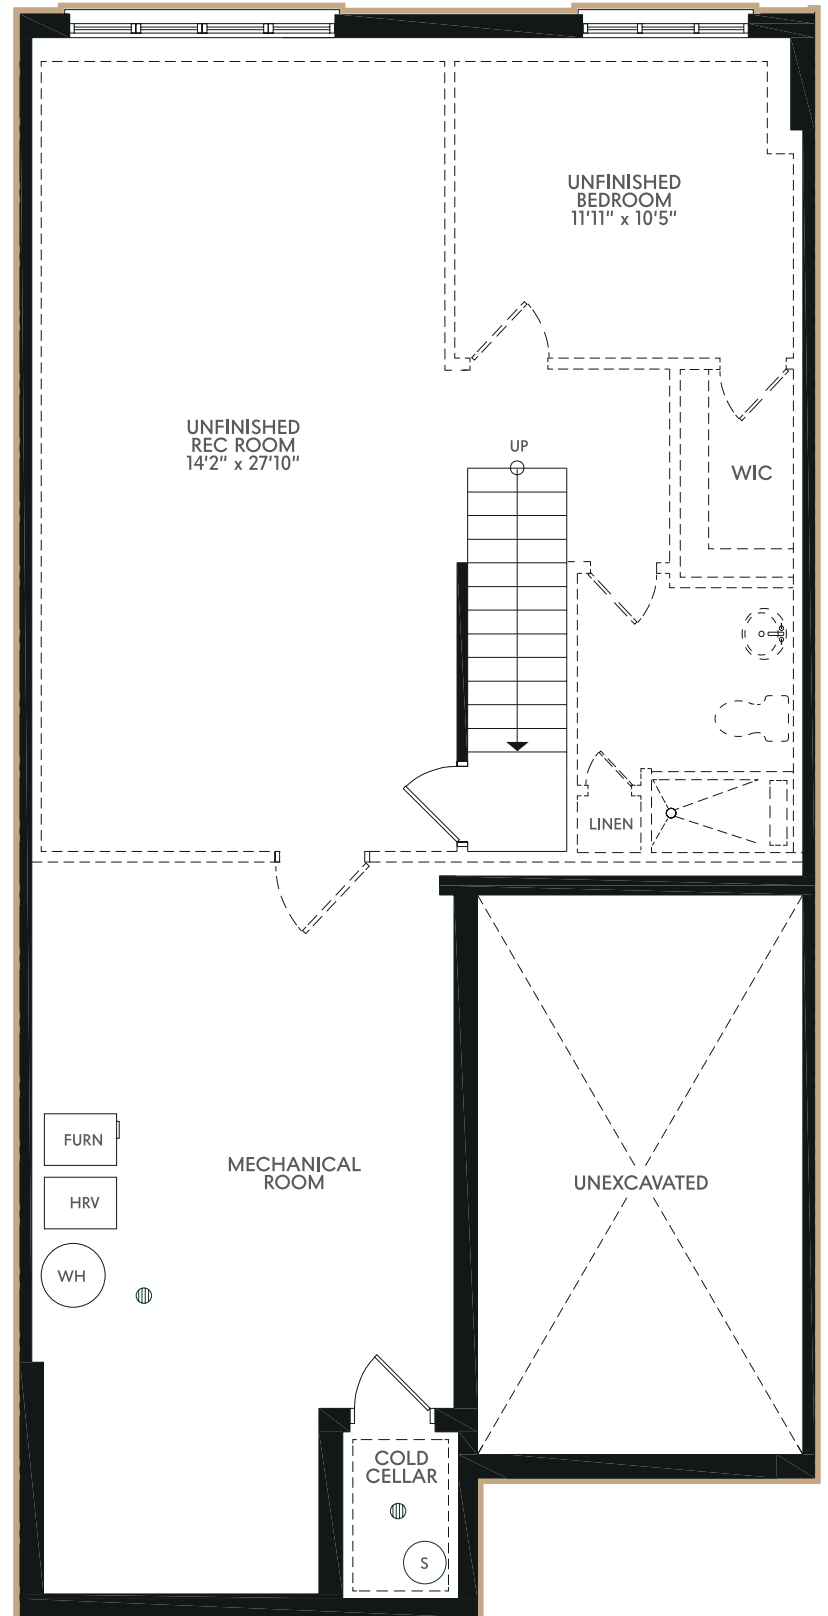 UNFINISHED
BEDROOM
11'11" x 10'5"
UNFINISHED
REC ROOM
14'2" x 27'10"
UP
WIC
LINEN
FURN
HRV
WH
MECHANICAL
ROOM
UNEXCAVATED
COLD
CELLAR
S